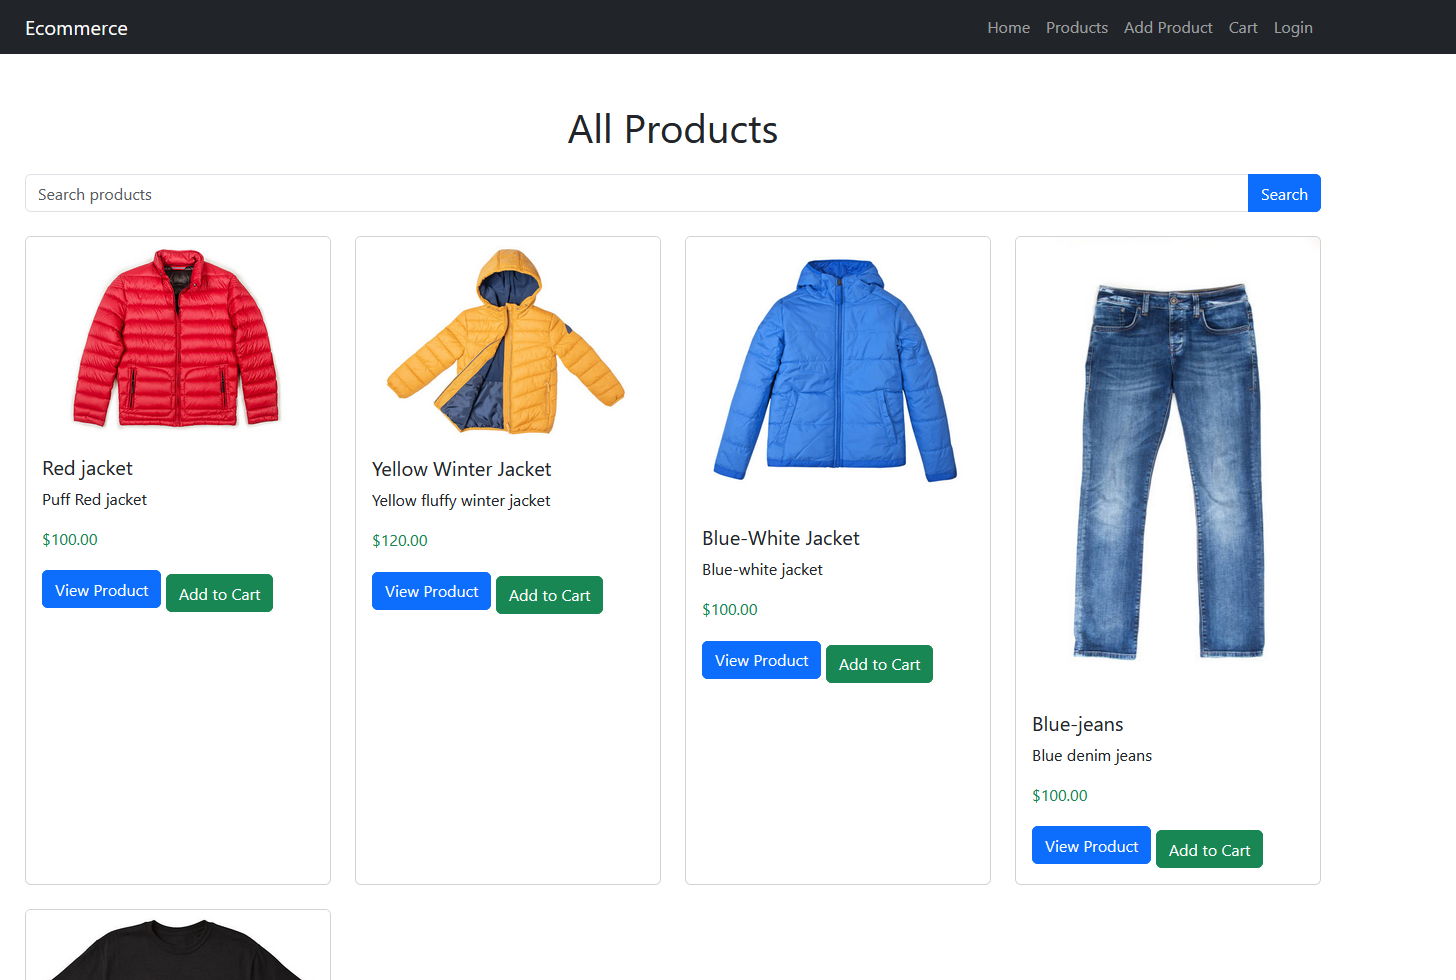 Ecommerce
Home Products Add Product Cart Login
All Products
Search products
Search
Red jacket
Puff Red jacket
$100.00
View Product
Add to Cart
Yellow Winter Jacket
Yellow fluffy winter jacket
$120.00
View Product
Add to Cart
Blue-White Jacket
Blue-white jacket
$100.00
View Product
Add to Cart
Blue-jeans
Blue denim jeans
$100.00
View Product
Add to Cart